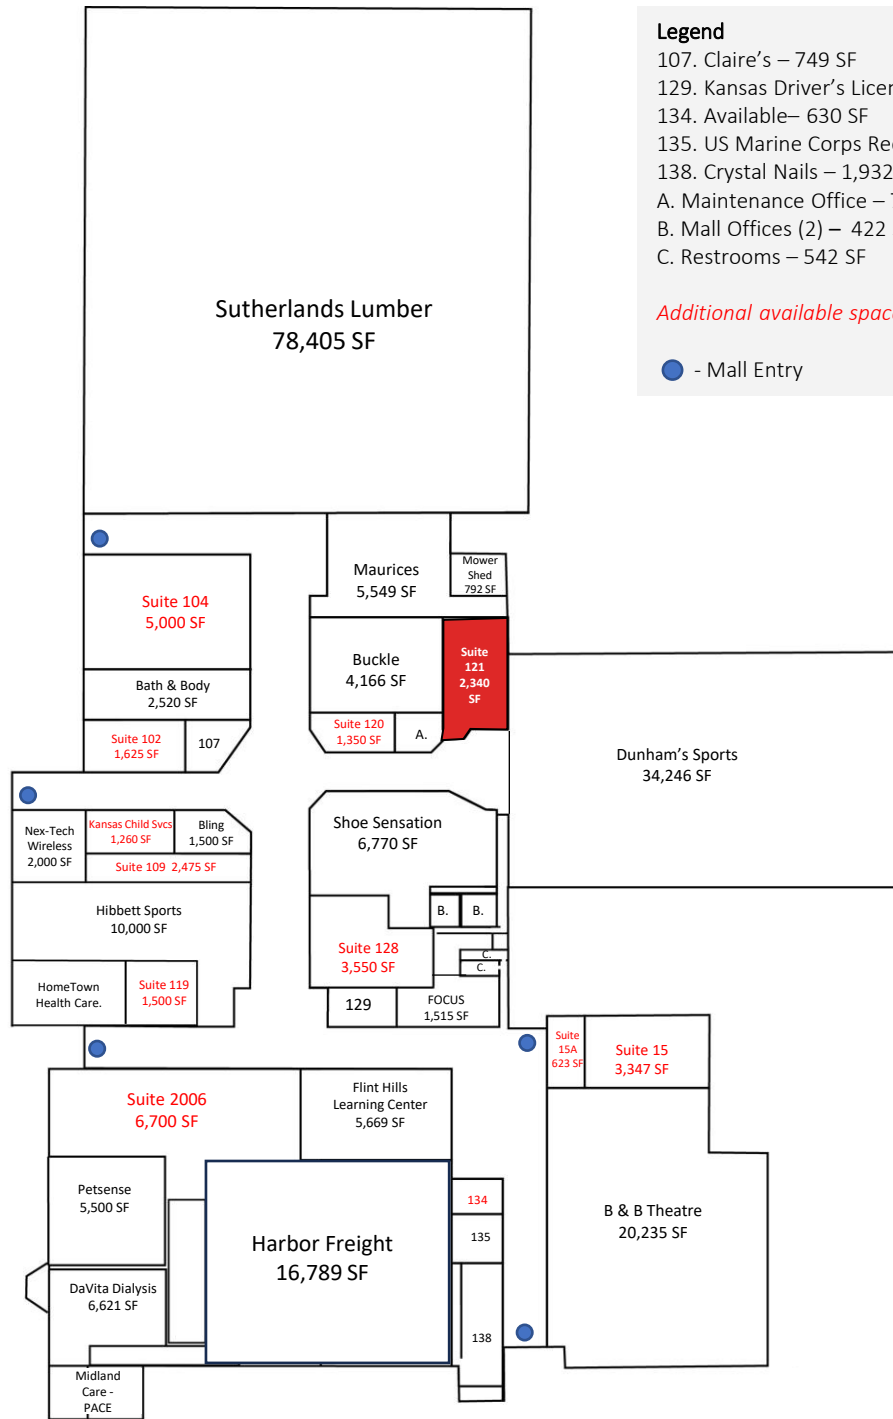 Legend
107. Claire's – 749 SF
129. Kansas Driver's
134. Available– 630 SF
135. US Marine Corps
138. Crystal Nails – 1,932
A. Maintenance Office –
B. Mall Offices (2) – 422
C. Restrooms – 542 SF
Additional available
- Mall Entry
Sutherlands Lumber
78,405 SF
Maurices
5,549 SF
Mower
Shed
792 SF
Suite 104
5,000 SF
Bath & Body
2,520 SF
Suite 102
1,625 SF
107
Buckle
4,166 SF
Suite
121
2,340
SF
Suite 120
1,350 SF
A.
Dunham's Sports
34,246 SF
Nex-Tech
Wireless
2,000 SF
Kansas Child Svcs
1,260 SF
Bling
1,500 SF
Suite 109 2,475 SF
Shoe Sensation
6,770 SF
Hibbett Sports
10,000 SF
B.
B.
Suite 128
3,550 SF
C.
C.
HomeTown
Health Care.
Suite 119
1,500 SF
129
FOCUS
1,515 SF
Suite
15A
623 SF
Suite 15
3,347 SF
Suite 2006
6,700 SF
Flint Hills
Learning Center
5,669 SF
Petsense
5,500 SF
134
135
B & B Theatre
20,235 SF
Harbor Freight
16,789 SF
DaVita Dialysis
6,621 SF
138
Midland
Care -
PACE